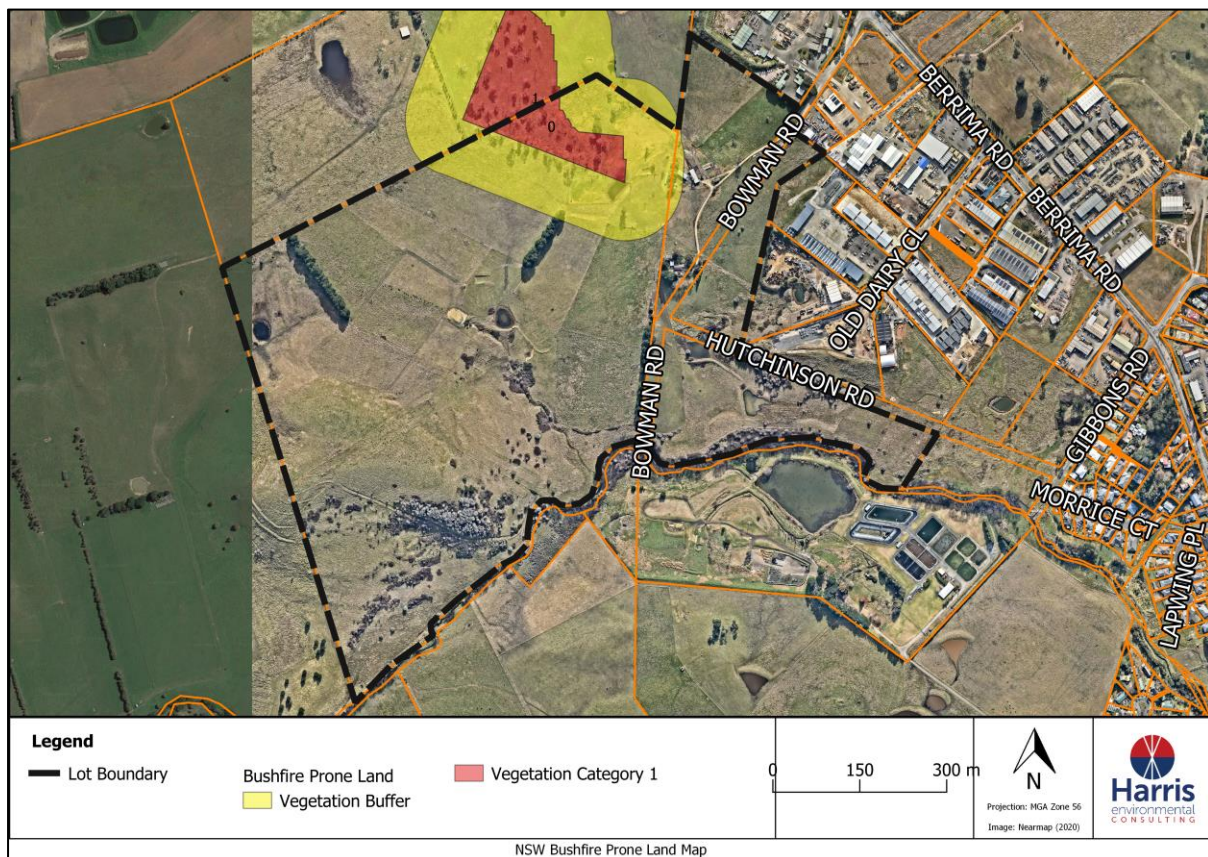 BERRIMA RD
BOWMAN RD
BERRIMA RD
OLD DAIRY CL
1
0
HUTCHINSON RD
BOWMAN RD
GIBBONS RD
MORRICE CT
LAPWING PL
Legend
Lot Boundary
Bushfire Prone Land
Vegetation Buffer
Vegetation Category 1
0 150 300 m
N
Projection: MGA Zone 56
Image: Nearmap (2020)
Harris
environmental
CONSULTING
NSW Bushfire Prone Land Map